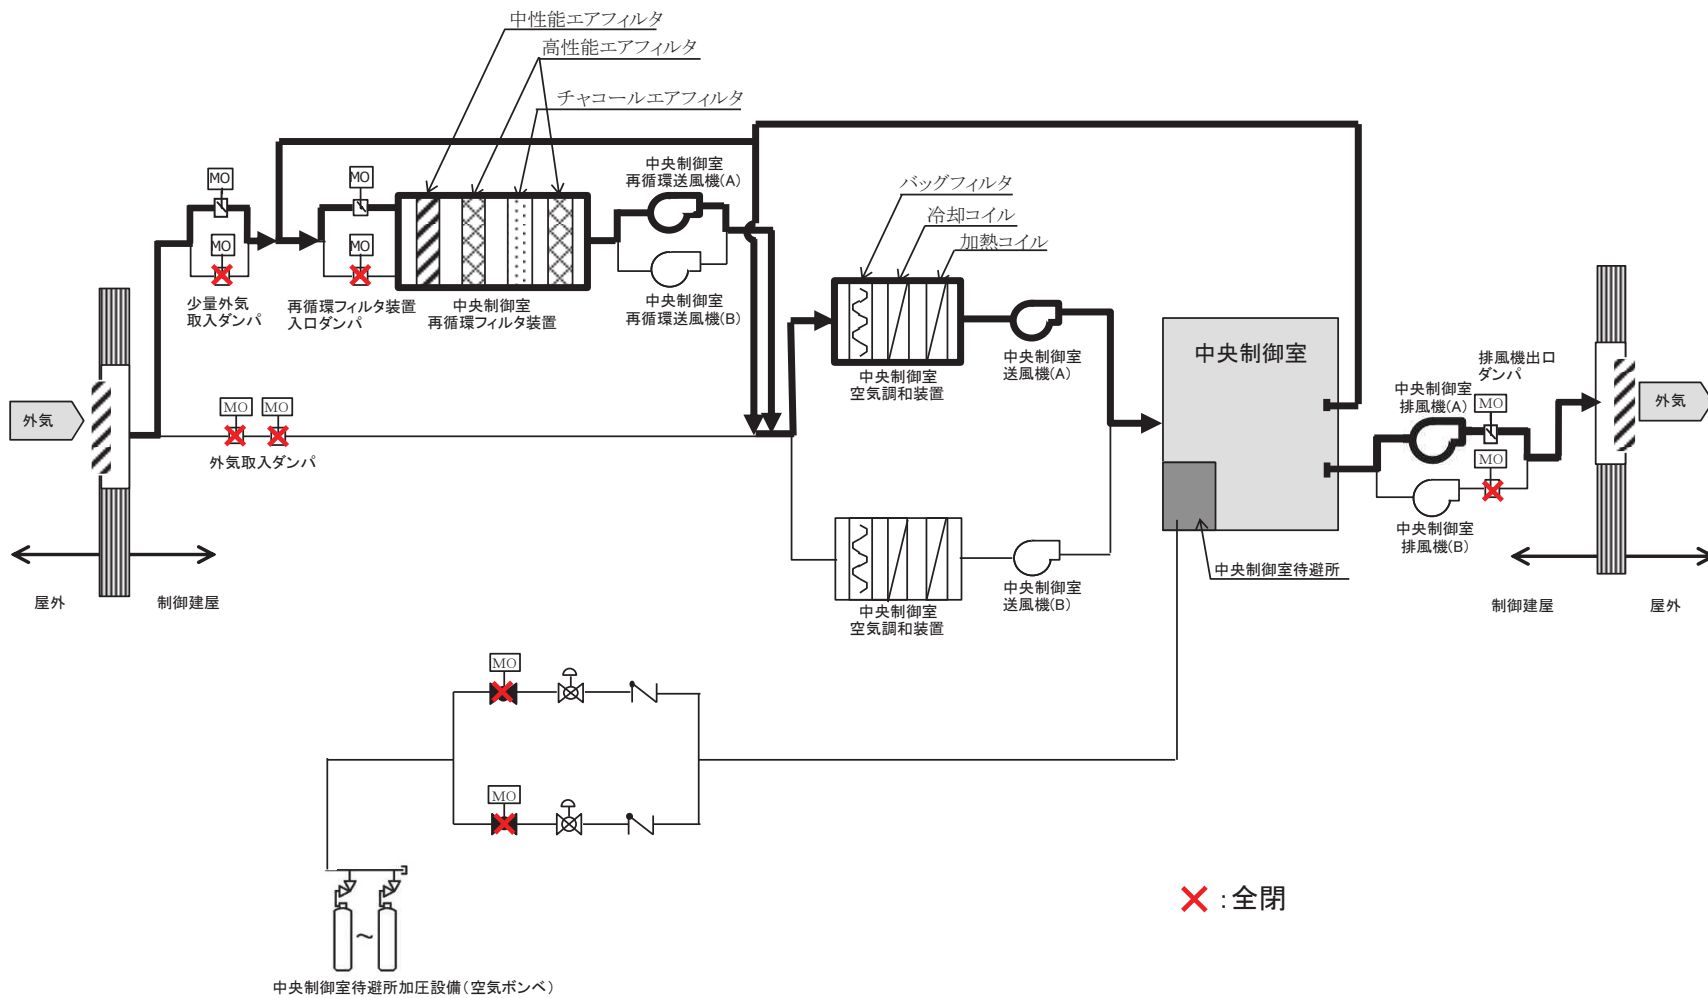 中性能エアフィルタ
高性能エアフィルタ
チャコールエアフィルタ
MO
MO
MO
MO
少量外気
取入ダンパ
再循環フィルタ装置
入口ダンパ
中央制御室
再循環フィルタ装置
中央制御室
再循環送風機(A)
中央制御室
再循環送風機(B)
バッグフィルタ
冷却コイル
加熱コイル
中央制御室
空気調和装置
中央制御室
送風機(A)
中央制御室
排風機出口
ダンパ
中央制御室
排風機(A)
MO
MO
中央制御室
排風機(B)
外気
外気
MO
MO
外気取入ダンパ
中央制御室
空気調和装置
中央制御室
送風機(B)
中央制御室待避所
屋外
制御建屋
制御建屋
屋外
MO
MO
～
中央制御室待避所加圧設備（空気ボンベ）
：全閉